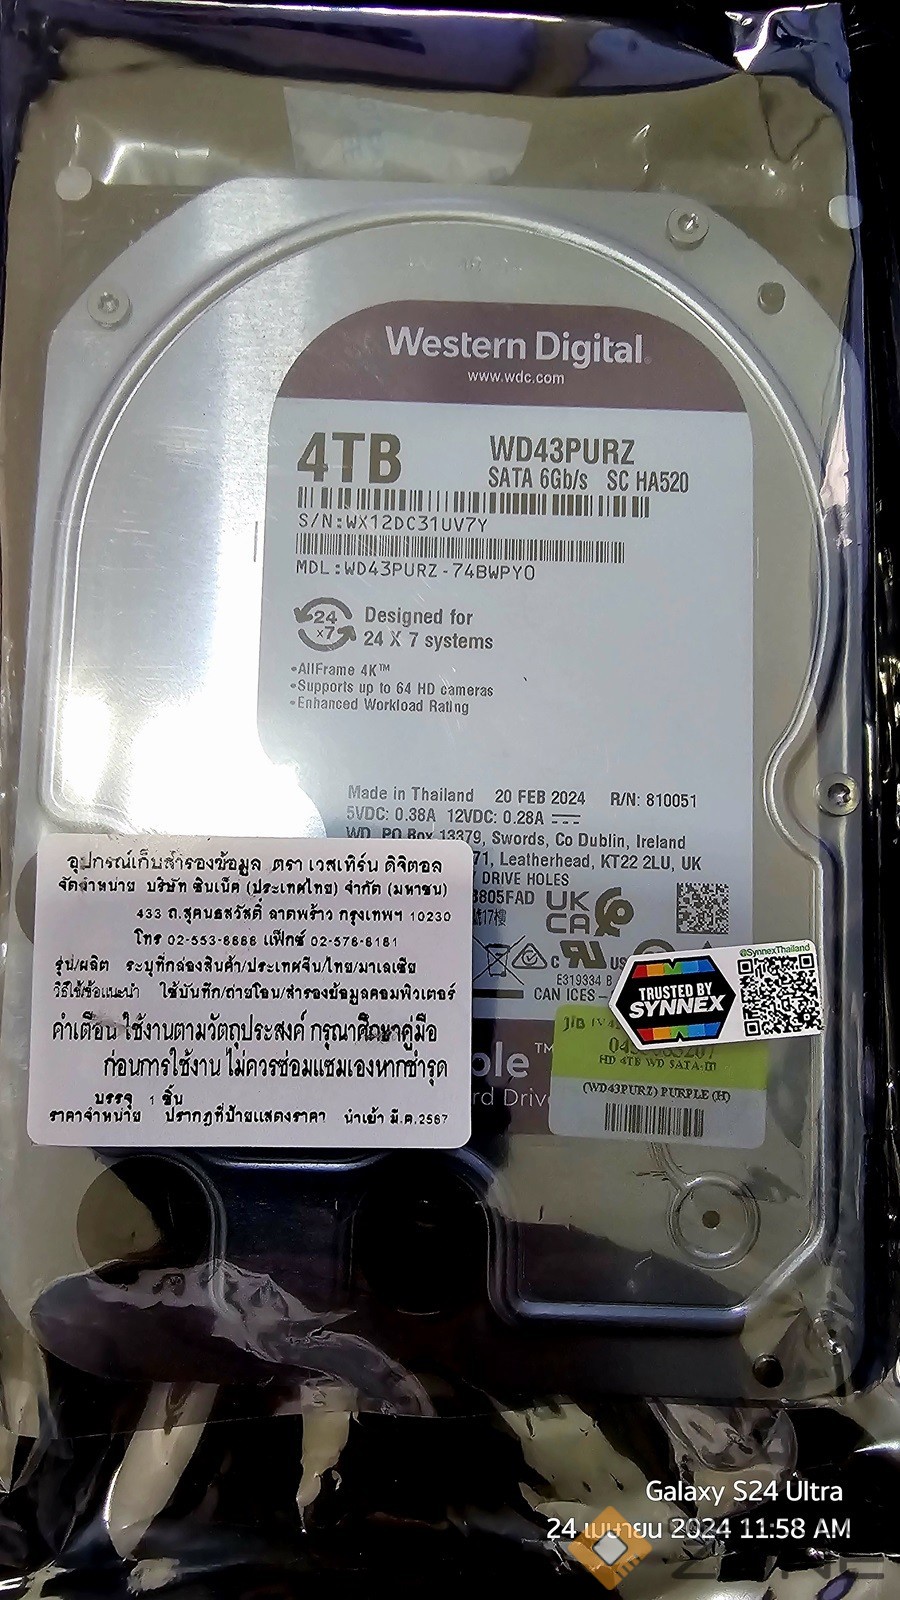 Western Digital
www.wdc.com
4TB
WD43PURZ
SATA 6Gb/s SC HA520
S/N:WX12DC31UV7Y
MDL:WD43PURZ-74BWPY0
24
x7
Designed for
24 X 7 systems
•AllFrame 4K™
•Supports up to 64 HD cameras
•Enhanced Workload Rating
Made in Thailand 20 FEB 2024 R/N: 810051
5VDC: 0.38A 12VDC: 0.28A
WD, PO Box 13379, Swords, Co Dublin, Ireland
71, Leatherhead, KT22 2LU, UK
DRIVE HOLES
3805FAD
UK
CA
E319334
CAN ICES-
อุปกรณ์เก็บสำรองข้อมูล ตรา เวสเทิร์น ดิจิตอล
จัดจำหน่าย บริษัท ซินเน็ค (ประเทศไทย) จำกัด (มหาชน)
433 ถ.สุคนธสวัสดิ์ ลาดพร้าว กรุงเทพฯ 10230
โทร 02-553-8888 แฟ็กซ์ 02-578-8181
รุ่น/ผลิต ระบุที่กล่องสินค้า/ประเทศจีน/ไทย/มาเลเซีย
วิธีใช้/ข้อแนะนำ ใช้บันทึก/ถ่ายโอน/สำรองข้อมูลคอมพิวเตอร์
คำเตือน ใช้งานตามวัตถุประสงค์ กรุณาศึกษาคู่มือ
ก่อนการใช้งาน ไม่ควรซ่อมแซมเองหากชำรุด
บรรจุ 1 ชิ้น
ราคาจำหน่าย ปรากฏที่ป้ายแสดงราคา นำเข้า มี.ค.2567
@SynnexThailand
TRUSTED BY
SYNNEX
JIB
HD 4TB WD SATA-III
(WD43PURZ) PURPLE (H)
ple™
rd Driv
Galaxy S24 Ultra
24 เมษายน 2024 11:58 AM
ZONE